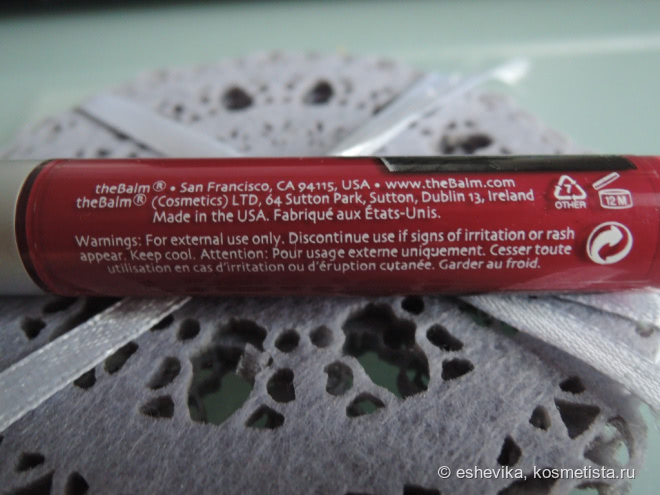 theBalm® • San Francisco, CA 94115, USA • www.theBalm.com
theBalm® (Cosmetics) LTD, 64 Sutton Park, Sutton, Dublin 13, Ireland
Made in the USA. Fabriqué aux États-Unis.
Warnings: For external use only. Discontinue use if signs of irritation or rash
appear. Keep cool. Attention: Pour usage externe uniquement. Cesser toute
utilisation en cas d'irritation ou d'éruption cutanée. Garder au froid.
7
OTHER
12 M
© eshevika, kosmetista.ru